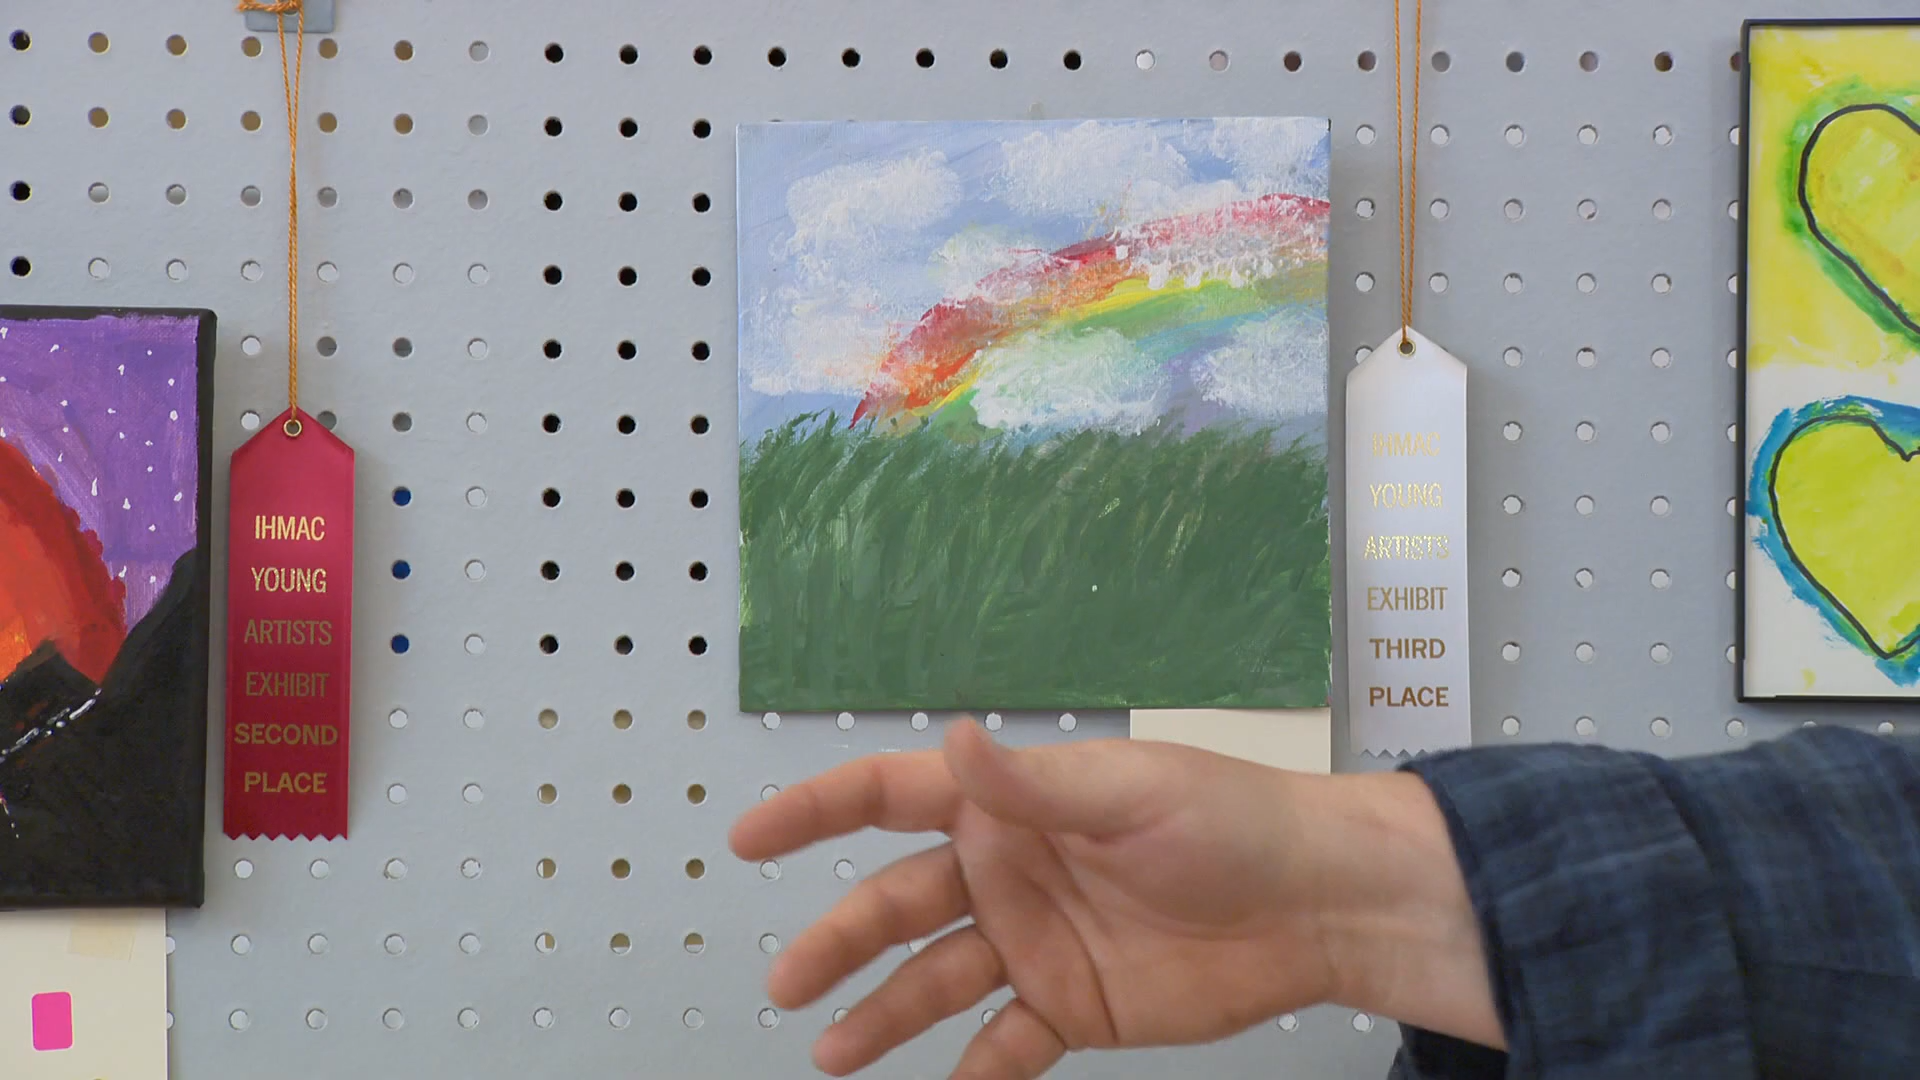 IHMAC
YOUNG
ARTISTS
EXHIBIT
SECOND
PLACE
IHMAC
YOUNG
ARTISTS
EXHIBIT
THIRD
PLACE